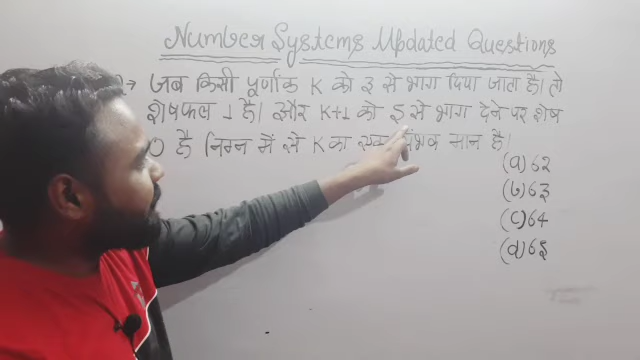 Number Systems Updated Questions
→ जब किसी पूर्णांक K को 3 से भाग दिया जाता है। तो
शेषफल 1 है। और K+1 को 5 से भाग देने पर शेष
0 है निम्न में से K का मान है।
(a) 62
(b) 63
(c) 64
(d) 65